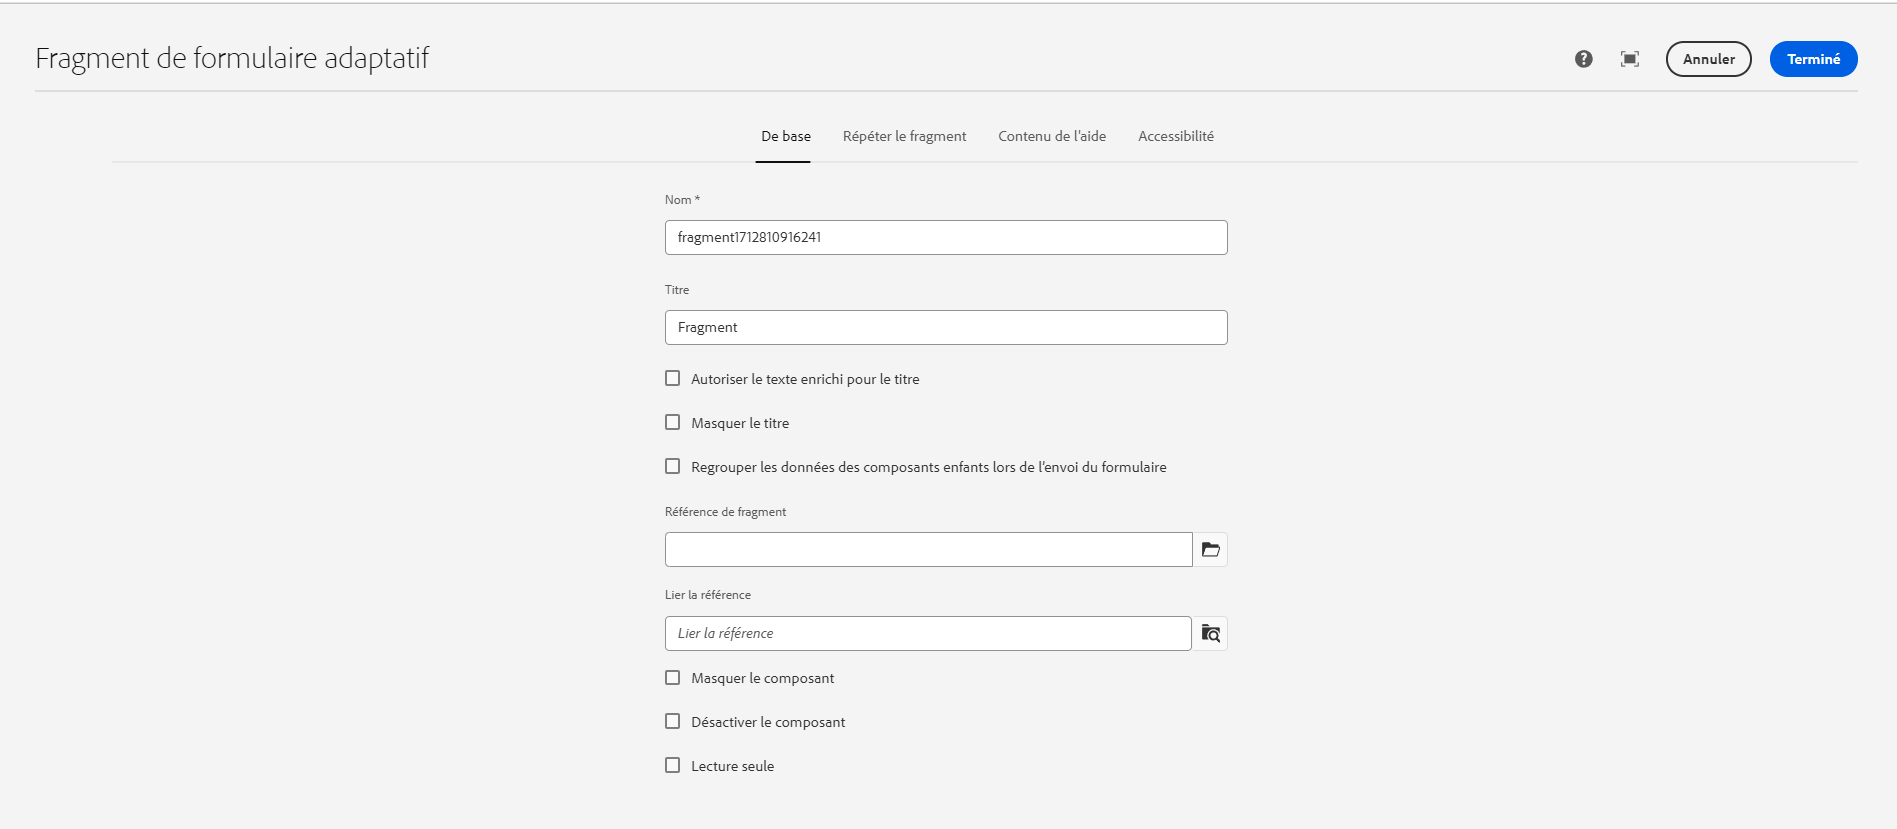 Fragment de formulaire adaptatif
Annuler
Terminé
De base
Répéter le fragment
Contenu de l'aide
Accessibilité
Nom *
fragment1712810916241
Titre
Fragment
Autoriser le texte enrichi pour le titre
Masquer le titre
Regrouper les données des composants enfants lors de l’envoi du formulaire
Référence de fragment
Lier la référence
Lier la référence
Masquer le composant
Désactiver le composant
Lecture seule